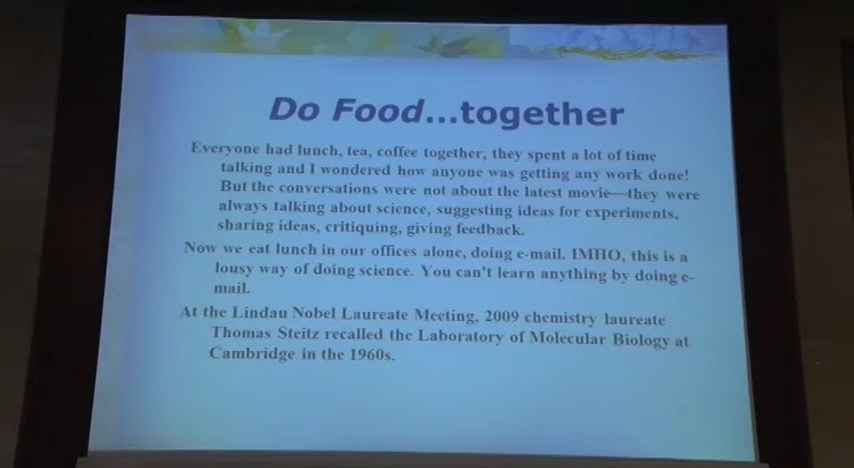 Do Food...together
Everyone had lunch, tea, coffee together, they spent a lot of time
talking and I wondered how anyone was getting any work done!
But the conversations were not about the latest movie—they were
always talking about science, suggesting ideas for experiments,
sharing ideas, critiquing, giving feedback.
Now we eat lunch in our offices alone, doing e-mail. IMHO, this is a
lousy way of doing science. You can't learn anything by doing e-
mail.
At the Lindau Nobel Laureate Meeting, 2009 chemistry laureate
Thomas Steitz recalled the Laboratory of Molecular Biology at
Cambridge in the 1960s.